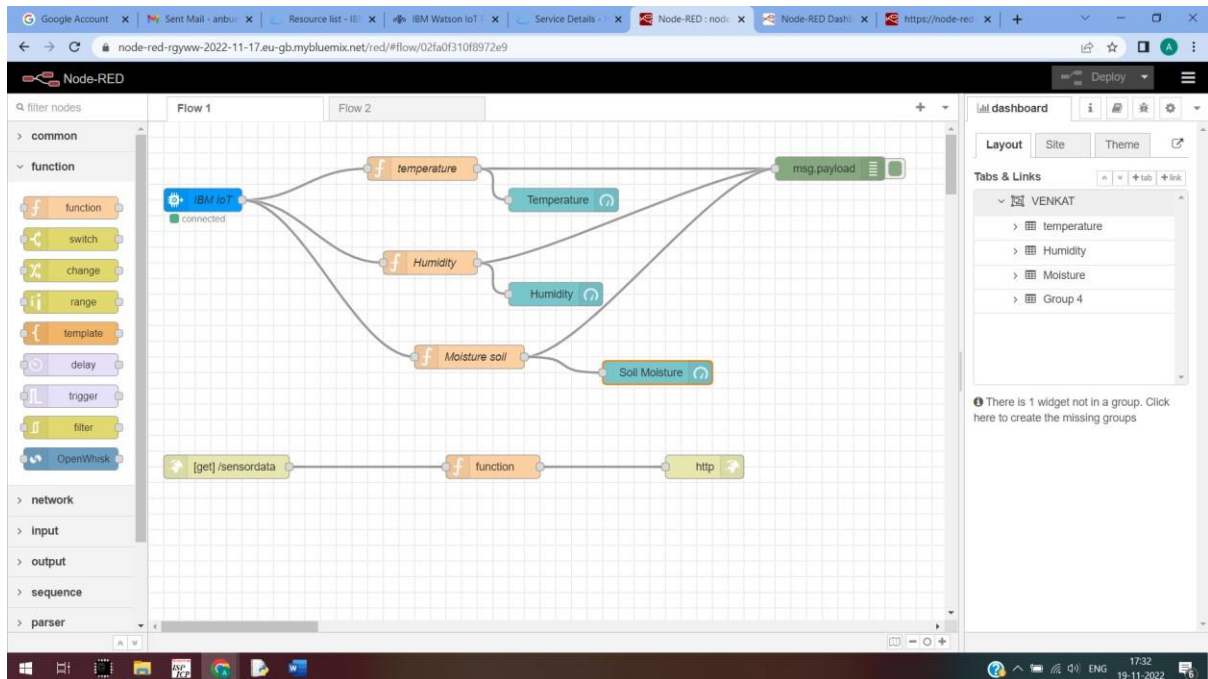 Google Account
Sent Mail - anbu
Resource list - IB
IBM Watson IoT P
Service Details -
Node-RED : node
Node-RED Dash
https://node-red
node-red-rgyww-2022-11-17.eu-gb.mybluemix.net/red/#flow/02fa0f310f8972e9
A
Node-RED
Deploy
filter nodes
Flow 1
Flow 2
dashboard
common
function
function
switch
change
range
template
delay
trigger
filter
OpenWhisk
network
input
output
sequence
parser
IBM IoT
connected
temperature
Temperature
msg.payload
Humidity
Humidity
Moisture soil
Soil Moisture
[get] /sensordata
function
http
Layout
Site
Theme
Tabs & Links
+ tab
+ link
VENKAT
temperature
Humidity
Moisture
Group 4
There is 1 widget not in a group. Click
here to create the missing groups
ISP
ICP
ENG
17:32
19-11-2022
6